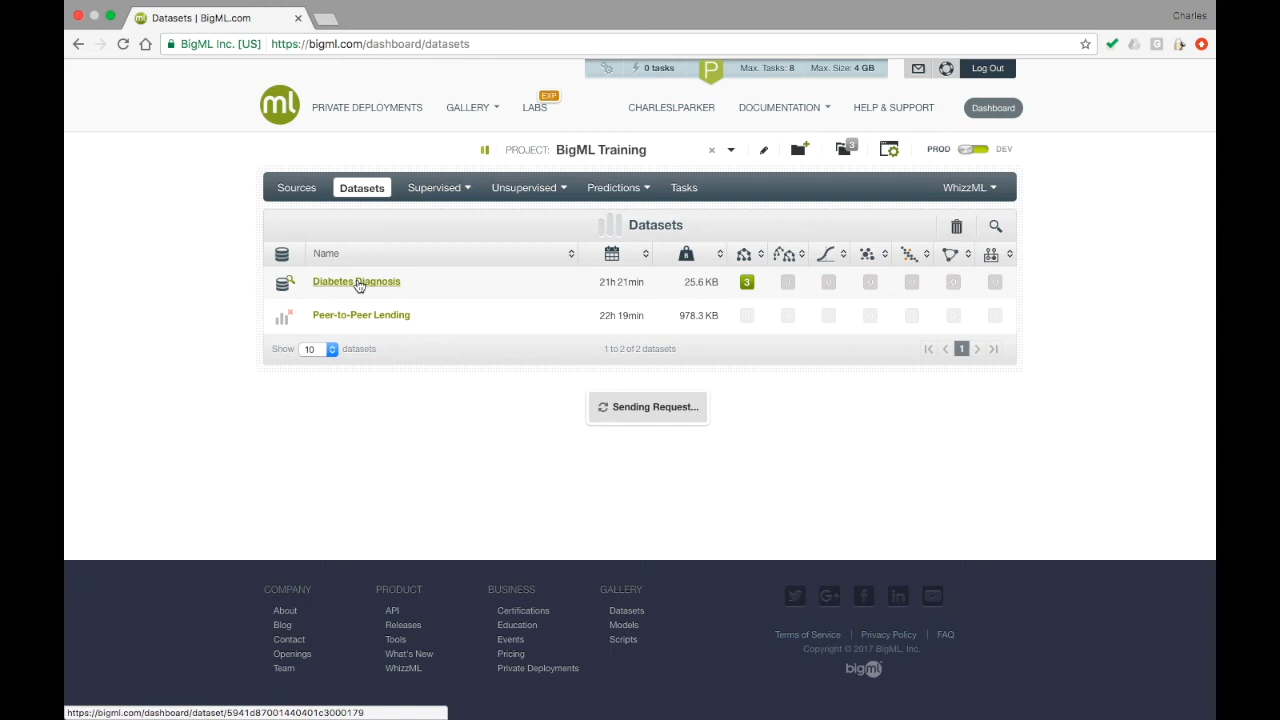 Datasets | BigML.com
Charles
BigML Inc. [US] https://bigml.com/dashboard/datasets
0 tasks P Max. Tasks: 8 Max. Size: 4 GB Log Out
ml PRIVATE DEPLOYMENTS GALLERY LABS EXP CHARLESLPARKER DOCUMENTATION HELP & SUPPORT Dashboard
PROJECT: BigML Training 3 PROD DEV
Sources Datasets Supervised Unsupervised Predictions Tasks WhizzML
Datasets
Name
Diabetes Diagnosis 21h 21min 25.6 KB 3
Peer-to-Peer Lending 22h 19min 978.3 KB
Show 10 datasets 1 to 2 of 2 datasets 1
Sending Request...
COMPANY PRODUCT BUSINESS GALLERY
About API Certifications Datasets
Blog Releases Education Models
Contact Tools Events Scripts
Openings What's New Pricing
Team WhizzML Private Deployments
Terms of Service | Privacy Policy | FAQ
Copyright © 2017 BigML, Inc.
bigml
https://bigml.com/dashboard/dataset/5941d87001440401c3000179